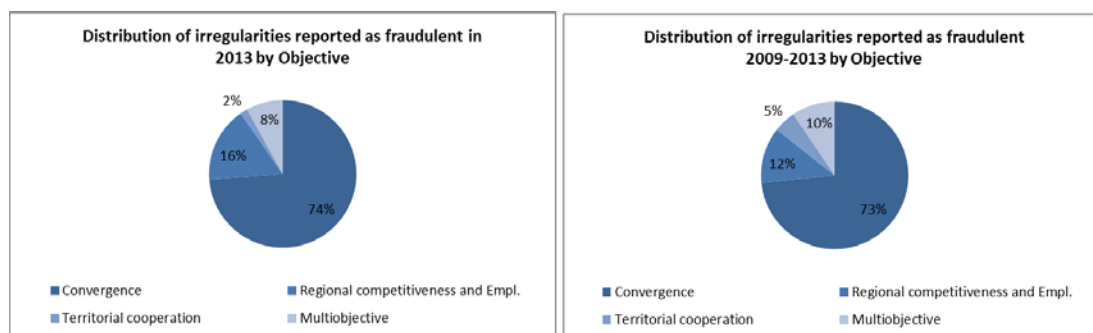 Distribution of irregularities reported as fraudulent in
2013 by Objective
2%
8%
16%
74%
Convergence
Regional competitiveness and Empl.
Territorial cooperation
Multiobjective
Distribution of irregularities reported as fraudulent
2009-2013 by Objective
5%
10%
12%
73%
Convergence
Regional competitiveness and Empl.
Territorial cooperation
Multiobjective